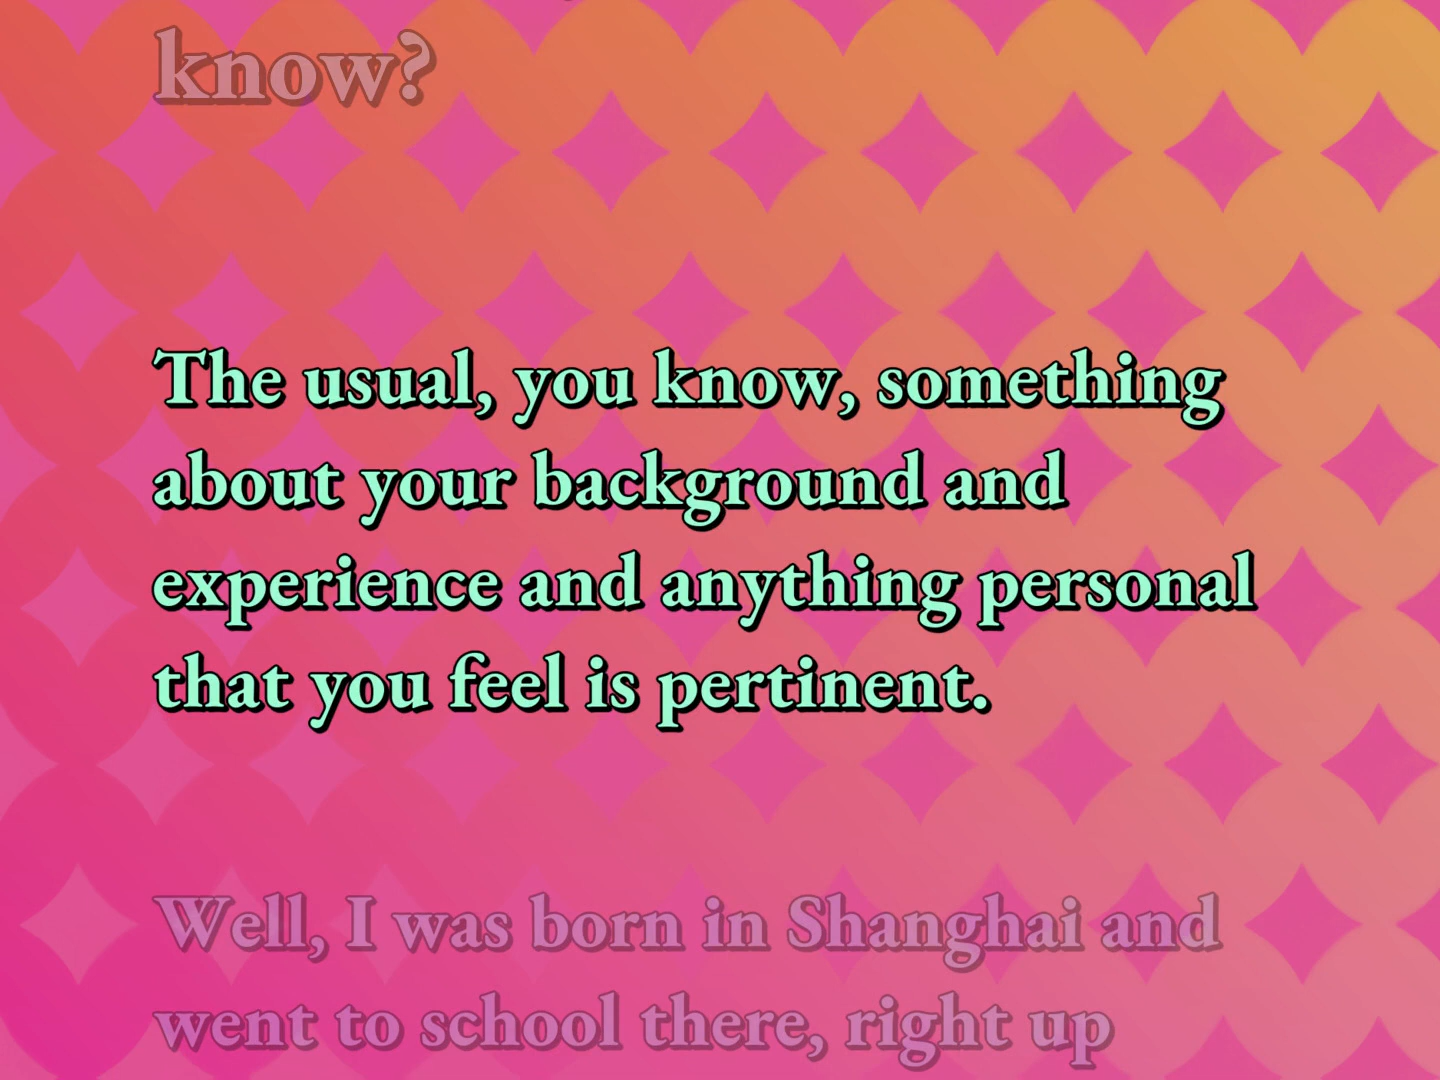 know?
The usual, you know, something
about your background and
experience and anything personal
that you feel is pertinent.
Well, I was born in Shanghai and
went to school there, right up